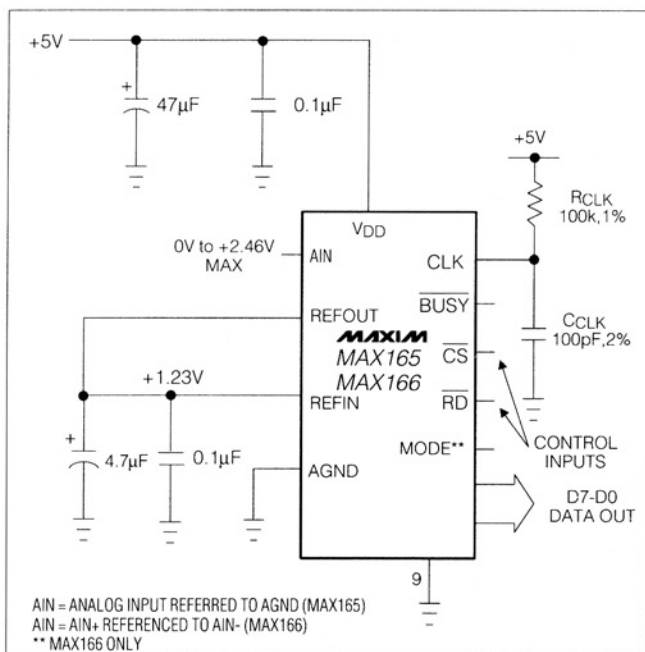 +5V
+
47µF
0.1µF
+5V
RCLK
100k,1%
VDD
0V to +2.46V
MAX
AIN
CLK
REFOUT
BUSY
MAXIM
MAX165
MAX166
CCLK
100pF,2%
CS
+1.23V
REFIN
RD
+
4.7µF
0.1µF
MODE**
CONTROL
INPUTS
AGND
D7-D0
DATA OUT
9
AIN = ANALOG INPUT REFERRED TO AGND (MAX165)
AIN = AIN+ REFERENCED TO AIN- (MAX166)
** MAX166 ONLY